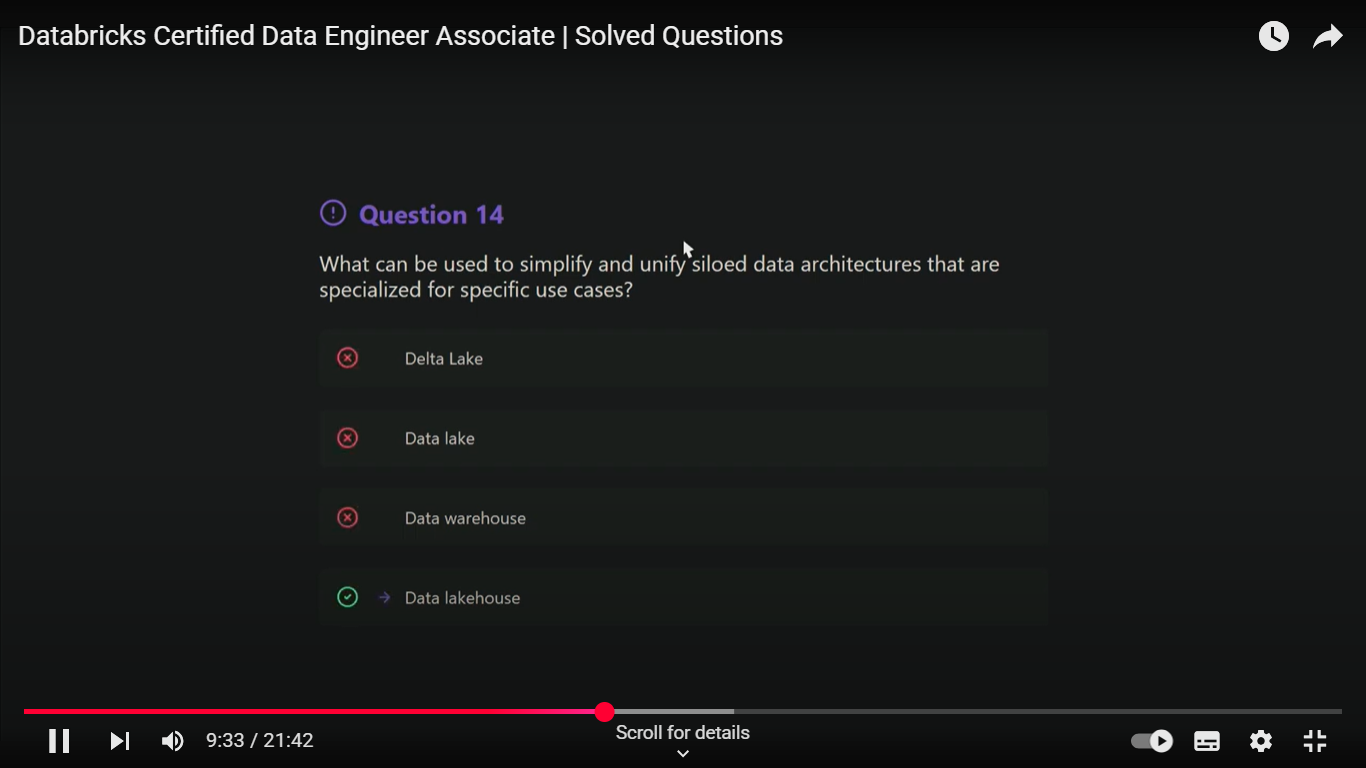 Databricks Certified Data Engineer Associate | Solved Questions
Question 14
What can be used to simplify and unify siloed data architectures that are
specialized for specific use cases?
Delta Lake
Data lake
Data warehouse
Data lakehouse
9:33 / 21:42
Scroll for details